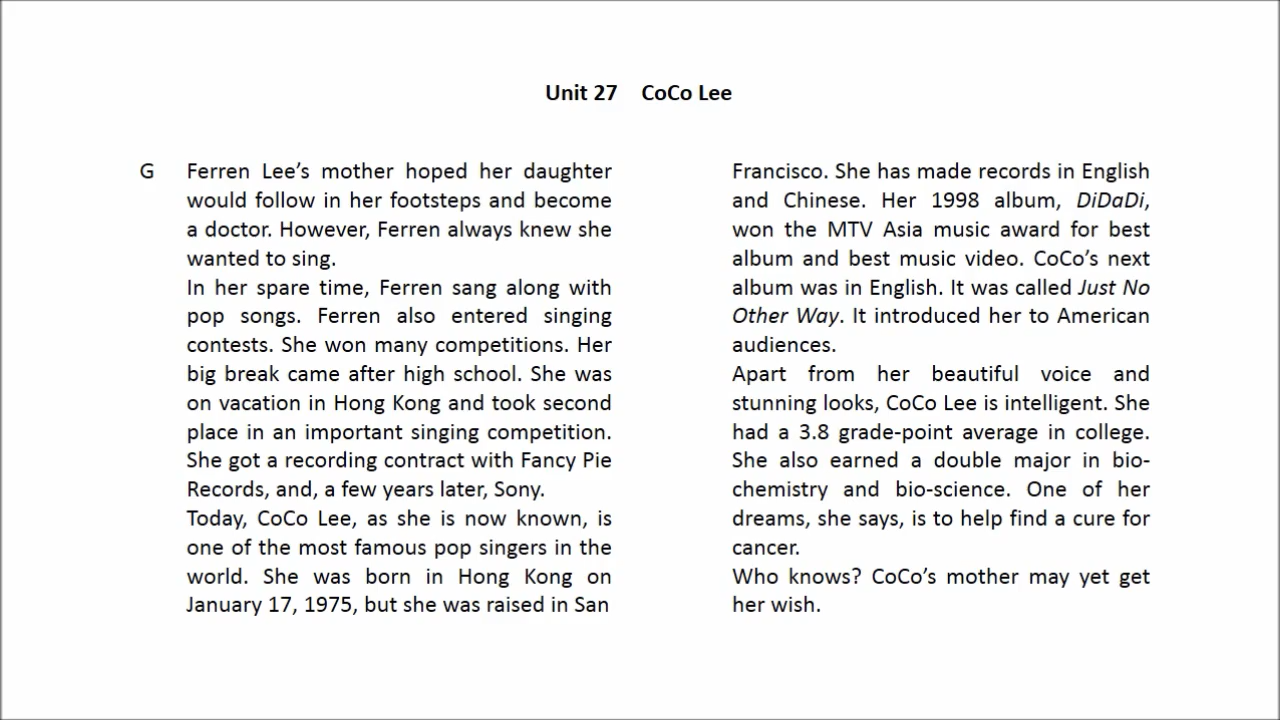 Unit 27 CoCo Lee
G
Ferren Lee's mother hoped her daughter
would follow in her footsteps and become
a doctor. However, Ferren always knew she
wanted to sing.
In her spare time, Ferren sang along with
pop songs. Ferren also entered singing
contests. She won many competitions. Her
big break came after high school. She was
on vacation in Hong Kong and took second
place in an important singing competition.
She got a recording contract with Fancy Pie
Records, and, a few years later, Sony.
Today, CoCo Lee, as she is now known, is
one of the most famous pop singers in the
world. She was born in Hong Kong on
January 17, 1975, but she was raised in San
Francisco. She has made records in English
and Chinese. Her 1998 album, DiDaDi,
won the MTV Asia music award for best
album and best music video. CoCo's next
album was in English. It was called Just No
Other Way. It introduced her to American
audiences.
Apart from her beautiful voice and
stunning looks, CoCo Lee is intelligent. She
had a 3.8 grade-point average in college.
She also earned a double major in bio-
chemistry and bio-science. One of her
dreams, she says, is to help find a cure for
cancer.
Who knows? CoCo's mother may yet get
her wish.